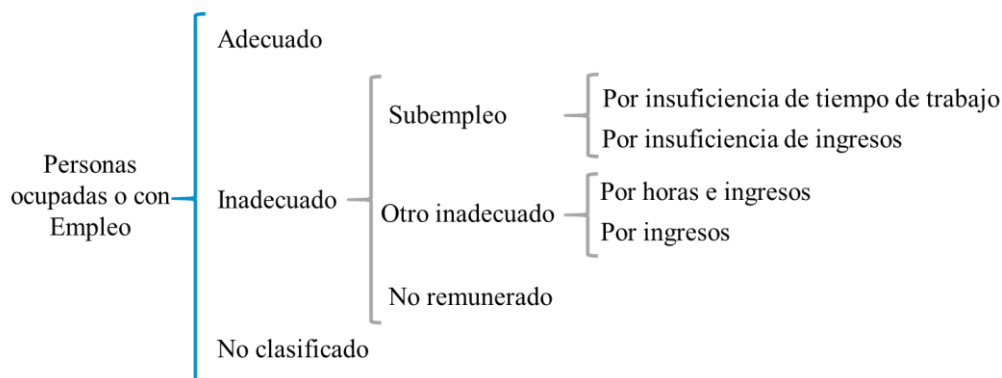 Personas
ocupadas o con
Empleo
Adecuado
Inadecuado
Subempleo
Por insuficiencia de tiempo de trabajo
Por insuficiencia de ingresos
Otro inadecuado
Por horas e ingresos
Por ingresos
No remunerado
No clasificado